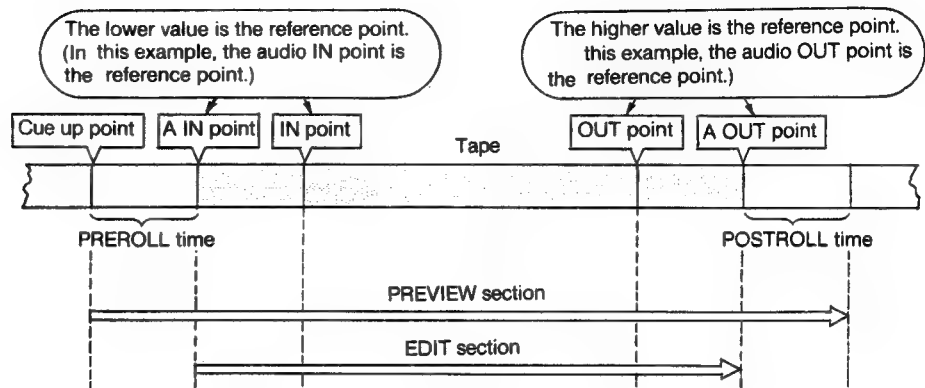 The lower value is the reference point.
(In this example, the audio IN point is
the reference point.)
The higher value is the reference point.
this example, the audio OUT point is
the reference point.)
Cue up point
A IN point
IN point
Tape
OUT point
A OUT point
PREROLL time
POSTROLL time
PREVIEW section
EDIT section